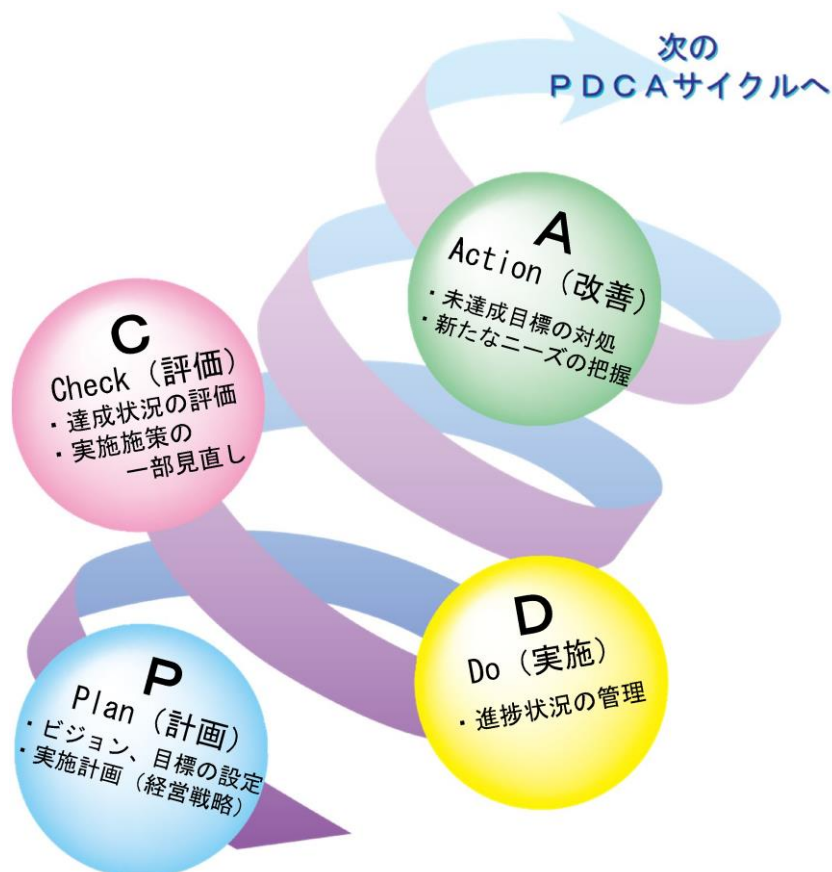 次の
ＰＤＣＡサイクルへ
A
Action（改善）
・未達成目標の対処
・新たなニーズの把握
C
Check（評価）
・達成状況の評価
・実施施策の
一部見直し
D
Do（実施）
・進捗状況の管理
P
Plan（計画）
・ビジョン、目標の設定
・実施計画（経営戦略）